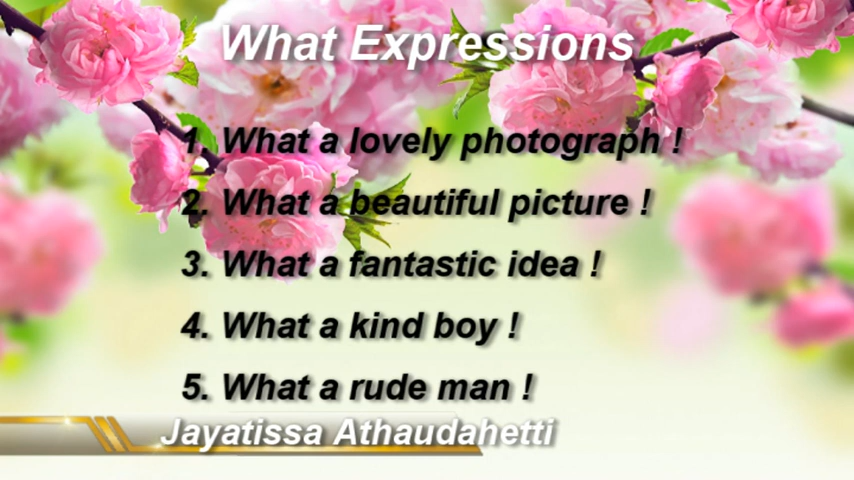 What Expressions
1. What a lovely photograph !
2. What a beautiful picture !
3. What a fantastic idea !
4. What a kind boy !
5. What a rude man !
Jayatissa Athaudahetti